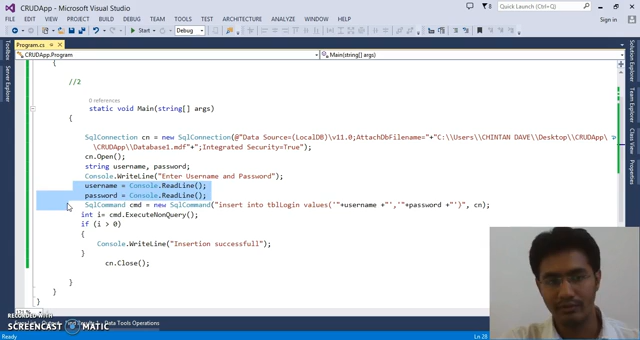 CRUDApp - Microsoft Visual Studio
Quick Launch (Ctrl+Q)
FILE EDIT VIEW PROJECT BUILD DEBUG TEAM TOOLS TEST ARCHITECTURE ANALYZE WINDOW HELP
Sign in
Start Debug
Program.cs
CRUDApp.Program
Main(string[] args)
Toolbox
Server Explorer
Solution Explorer
Team Explorer
Class View
Properties
{
//2
0 references
static void Main(string[] args)
{
SqlConnection cn = new SqlConnection(@"Data Source=(LocalDB)\v11.0;AttachDbFilename="+"C:\\Users\\CHINTAN DAVE\\Desktop\\CRUDApp\
\CRUDApp\\Database1.mdf"+";Integrated Security=True");
cn.Open();
string username, password;
Console.WriteLine("Enter Username and Password");
username = Console.ReadLine();
password = Console.ReadLine();
SqlCommand cmd = new SqlCommand("insert into tblLogin values('"+username +"','"+password +"')", cn);
int i= cmd.ExecuteNonQuery();
if (i > 0)
{
Console.WriteLine("Insertion successfull");
}
cn.Close();
}
}
}
RECORDED WITH
SCREENCAST MATIC
Data Tools Operations
Ready
Ln 28